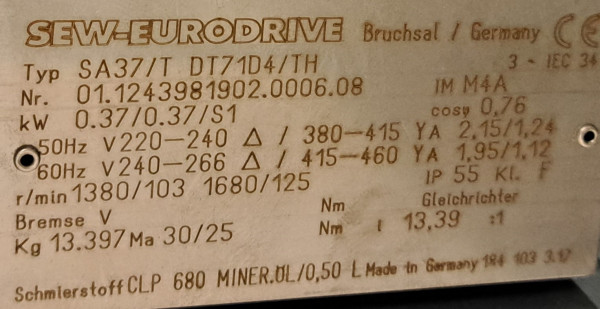 SEW-EURODRIVE Bruchsal / Germany CE
Typ SA37/T DT71D4/TH 3 ~ IEC 34
Nr. 01.1243981902.0006.08 IM M4A
kW 0.37/0.37/S1 cosφ 0,76
50Hz V 220-240 Δ / 380-415 Y A 2,15/1,24
60Hz V 240-266 Δ / 415-460 Y A 1,95/1,12
r/min 1380/103 1680/125 IP 55 Kl. F
Bremse V Nm Gleichrichter
Kg 13.397 Ma 30/25 Nm i 13,39 :1
Schmierstoff CLP 680 MINER.ÖL/0,50 L Made in Germany 184 103 3.17